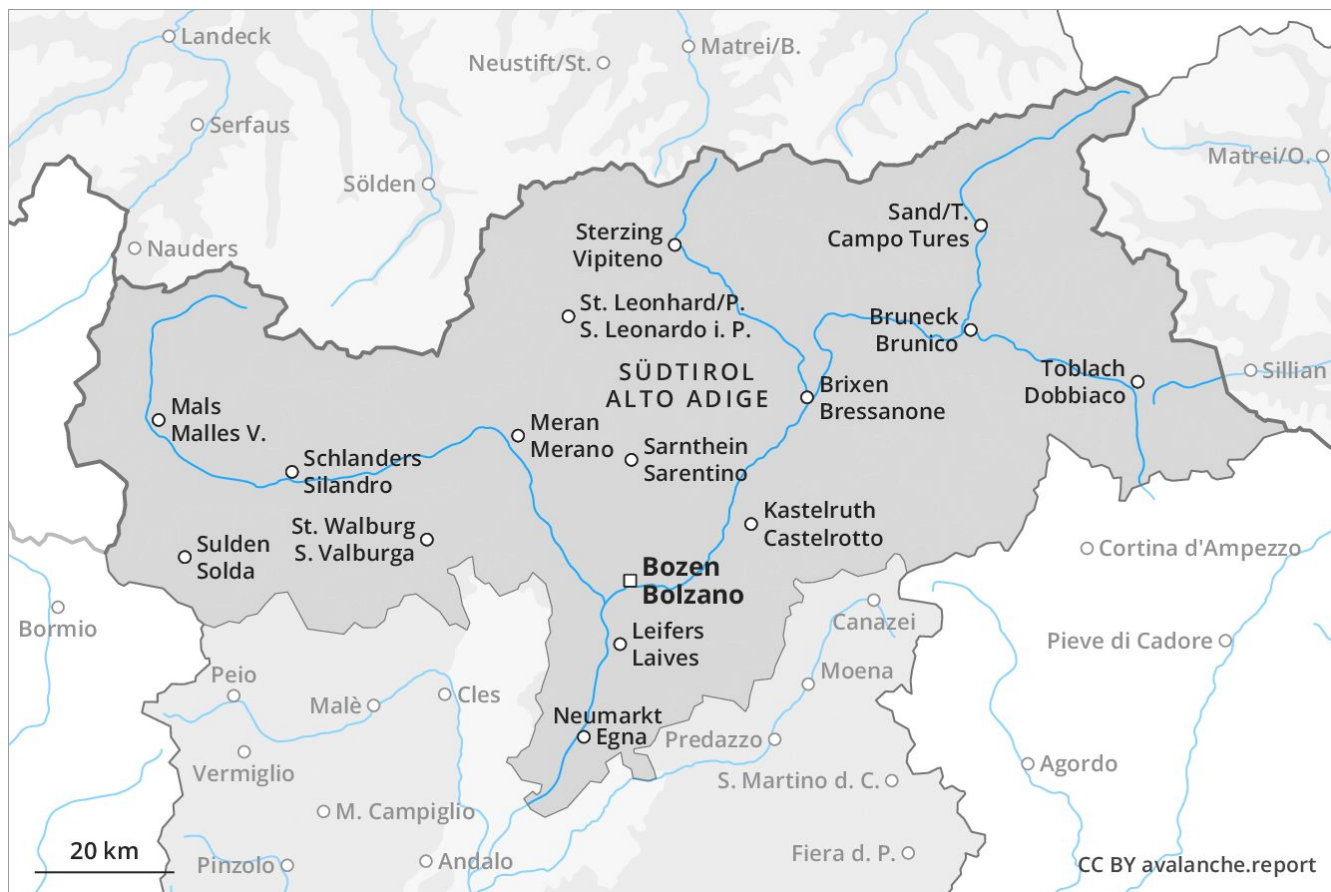 Landeck
Neustift/St.
Matrei/B.
Serfaus
Matrei/O.
Sölden
Nauders
Sand/T.
Campo Tures
Sterzing
Vipiteno
St. Leonhard/P.
S. Leonardo i. P.
Bruneck
Brunico
SÜDTIROL
ALTO ADIGE
Toblach
Dobbiaco
Sillian
Brixen
Bressanone
Mals
Malles V.
Meran
Merano
Sarnthein
Sarentino
Schlanders
Silandro
Kastelruth
Castelrotto
St. Walburg
S. Valburga
Sulden
Solda
Cortina d'Ampezzo
Bozen
Bolzano
Bormio
Canazei
Leifers
Laives
Pieve di Cadore
Peio
Moena
Malè
Cles
Neumarkt
Egna
Predazzo
Vermiglio
Agordo
S. Martino d. C.
M. Campiglio
20 km
Pinzolo
Andalo
Fiera d. P.
CC BY avalanche.report